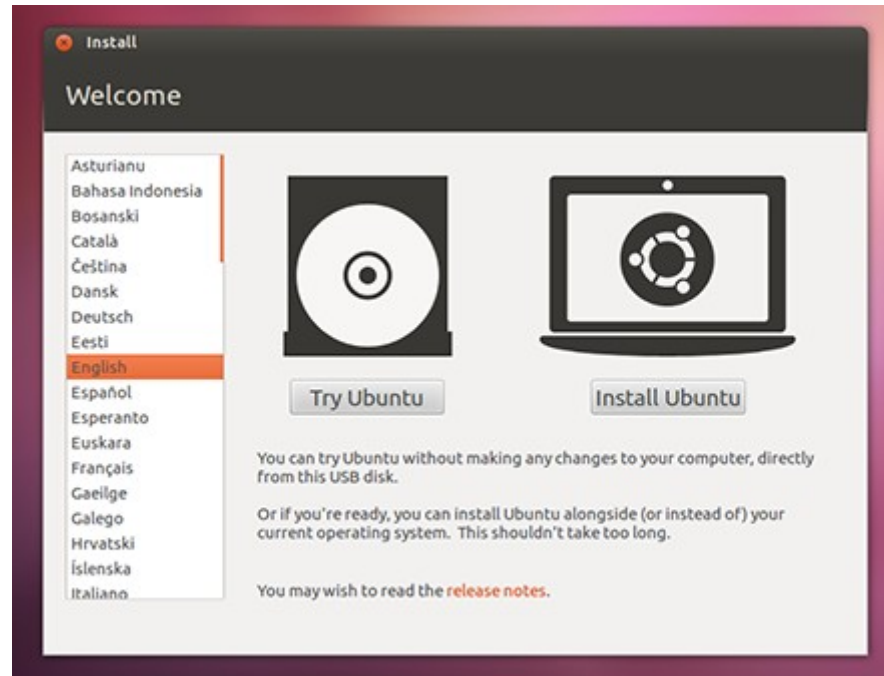 Install
Welcome
Asturianu
Bahasa Indonesia
Bosanski
Català
Čeština
Dansk
Deutsch
Eesti
English
Español
Esperanto
Euskara
Français
Gaeilge
Galego
Hrvatski
Íslenska
Italiano
Try Ubuntu
Install Ubuntu
You can try Ubuntu without making any changes to your computer, directly
from this USB disk.
Or if you're ready, you can install Ubuntu alongside (or instead of) your
current operating system. This shouldn't take too long.
You may wish to read the release notes.